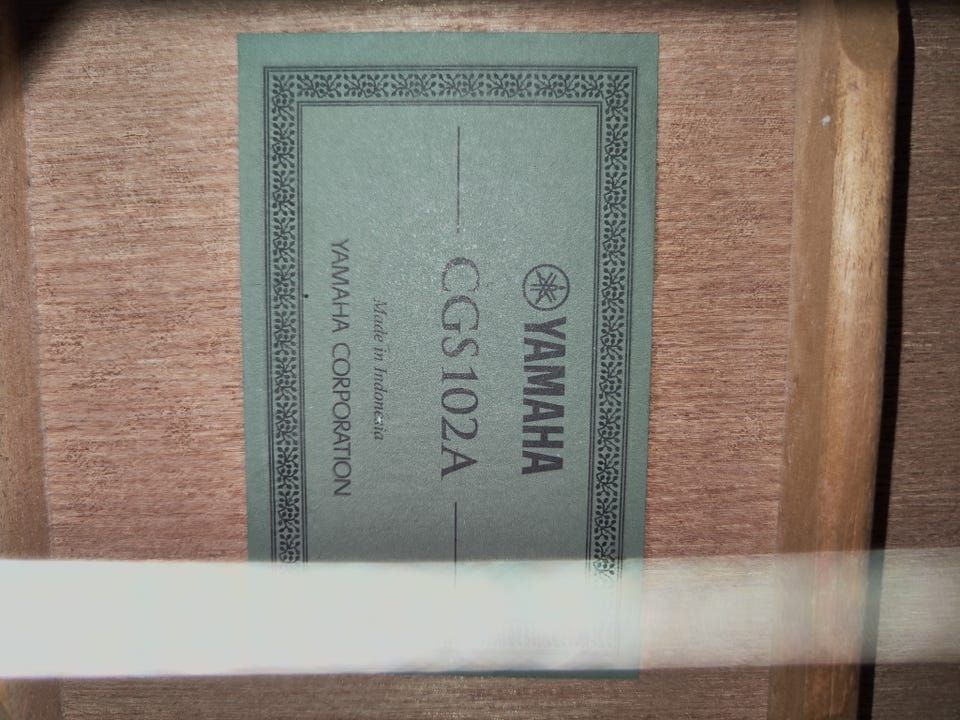 YAMAHA
CGS102A
Made in Indonesia
YAMAHA CORPORATION